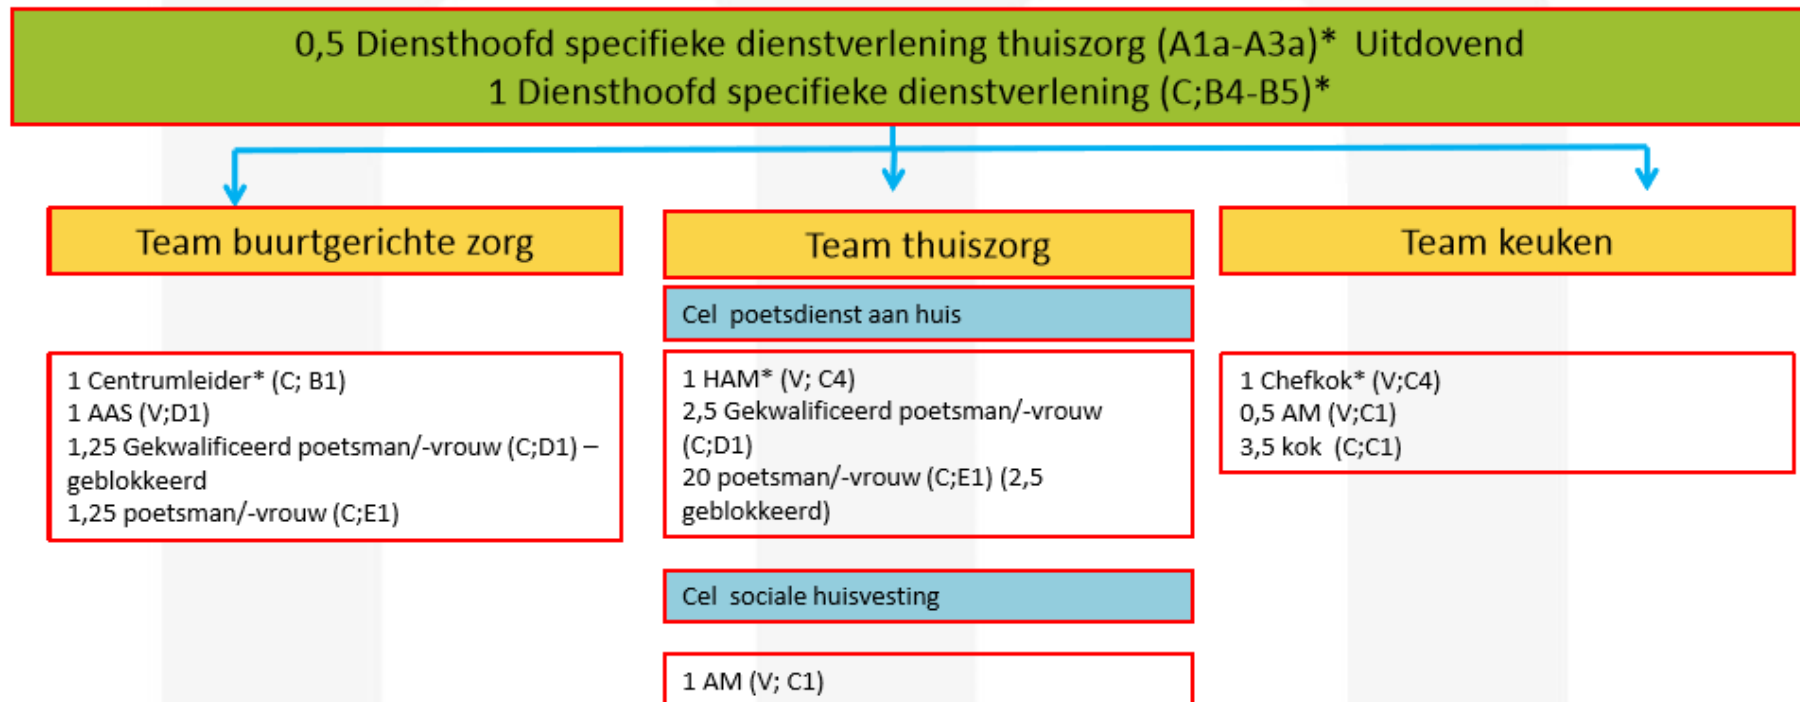 0,5 Diensthoofd specifieke dienstverlening thuiszorg (A1a-A3a)* Uitdovend
1 Diensthoofd specifieke dienstverlening (C;B4-B5)*
Team buurtgerichte zorg
1 Centrumleider* (C; B1)
1 AAS (V;D1)
1,25 Gekwalificeerd poetsman/-vrouw (C;D1) –
geblokkeerd
1,25 poetsman/-vrouw (C;E1)
Team thuiszorg
Cel poetsdienst aan huis
1 HAM* (V; C4)
2,5 Gekwalificeerd poetsman/-vrouw
(C;D1)
20 poetsman/-vrouw (C;E1) (2,5
geblokkeerd)
Cel sociale huisvesting
1 AM (V; C1)
Team keuken
1 Chefkok* (V;C4)
0,5 AM (V;C1)
3,5 kok (C;C1)